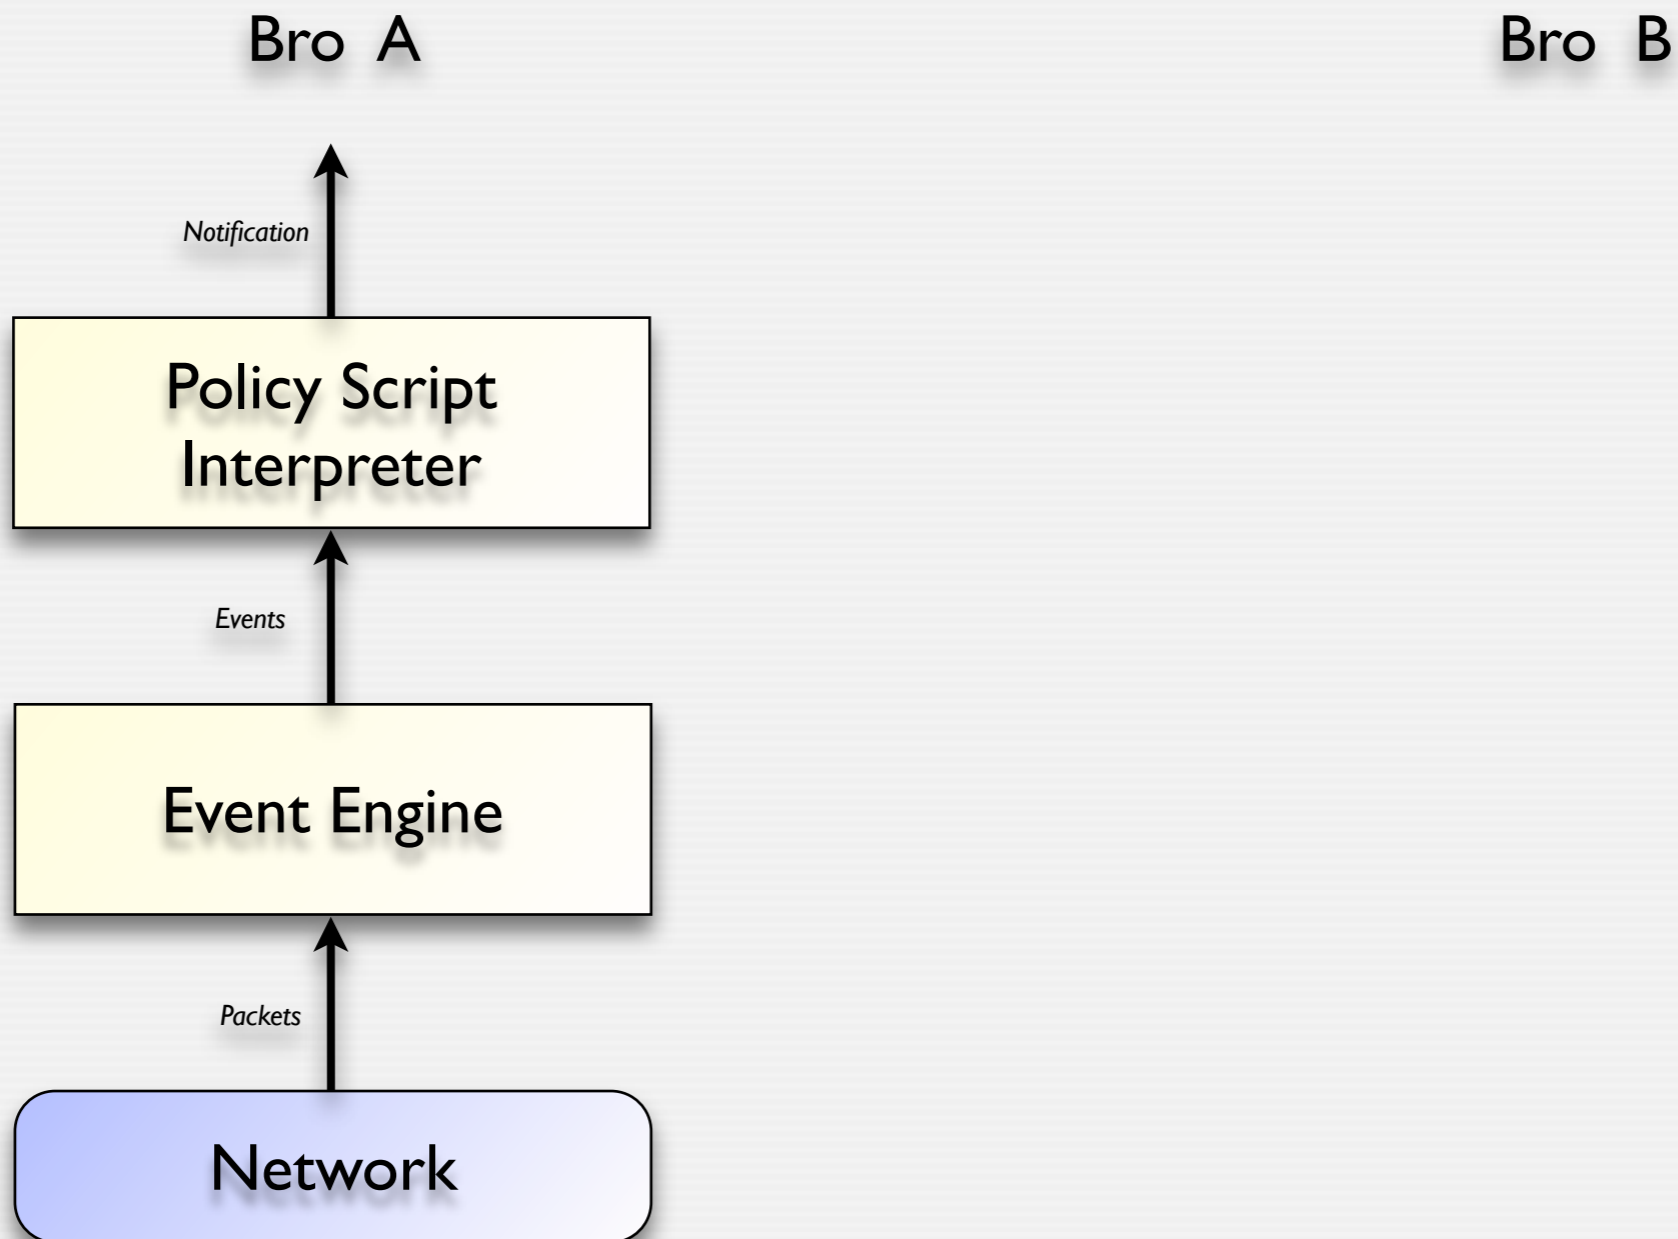 Bro A
Bro B
Notification
Policy Script
Interpreter
Events
Event Engine
Packets
Network